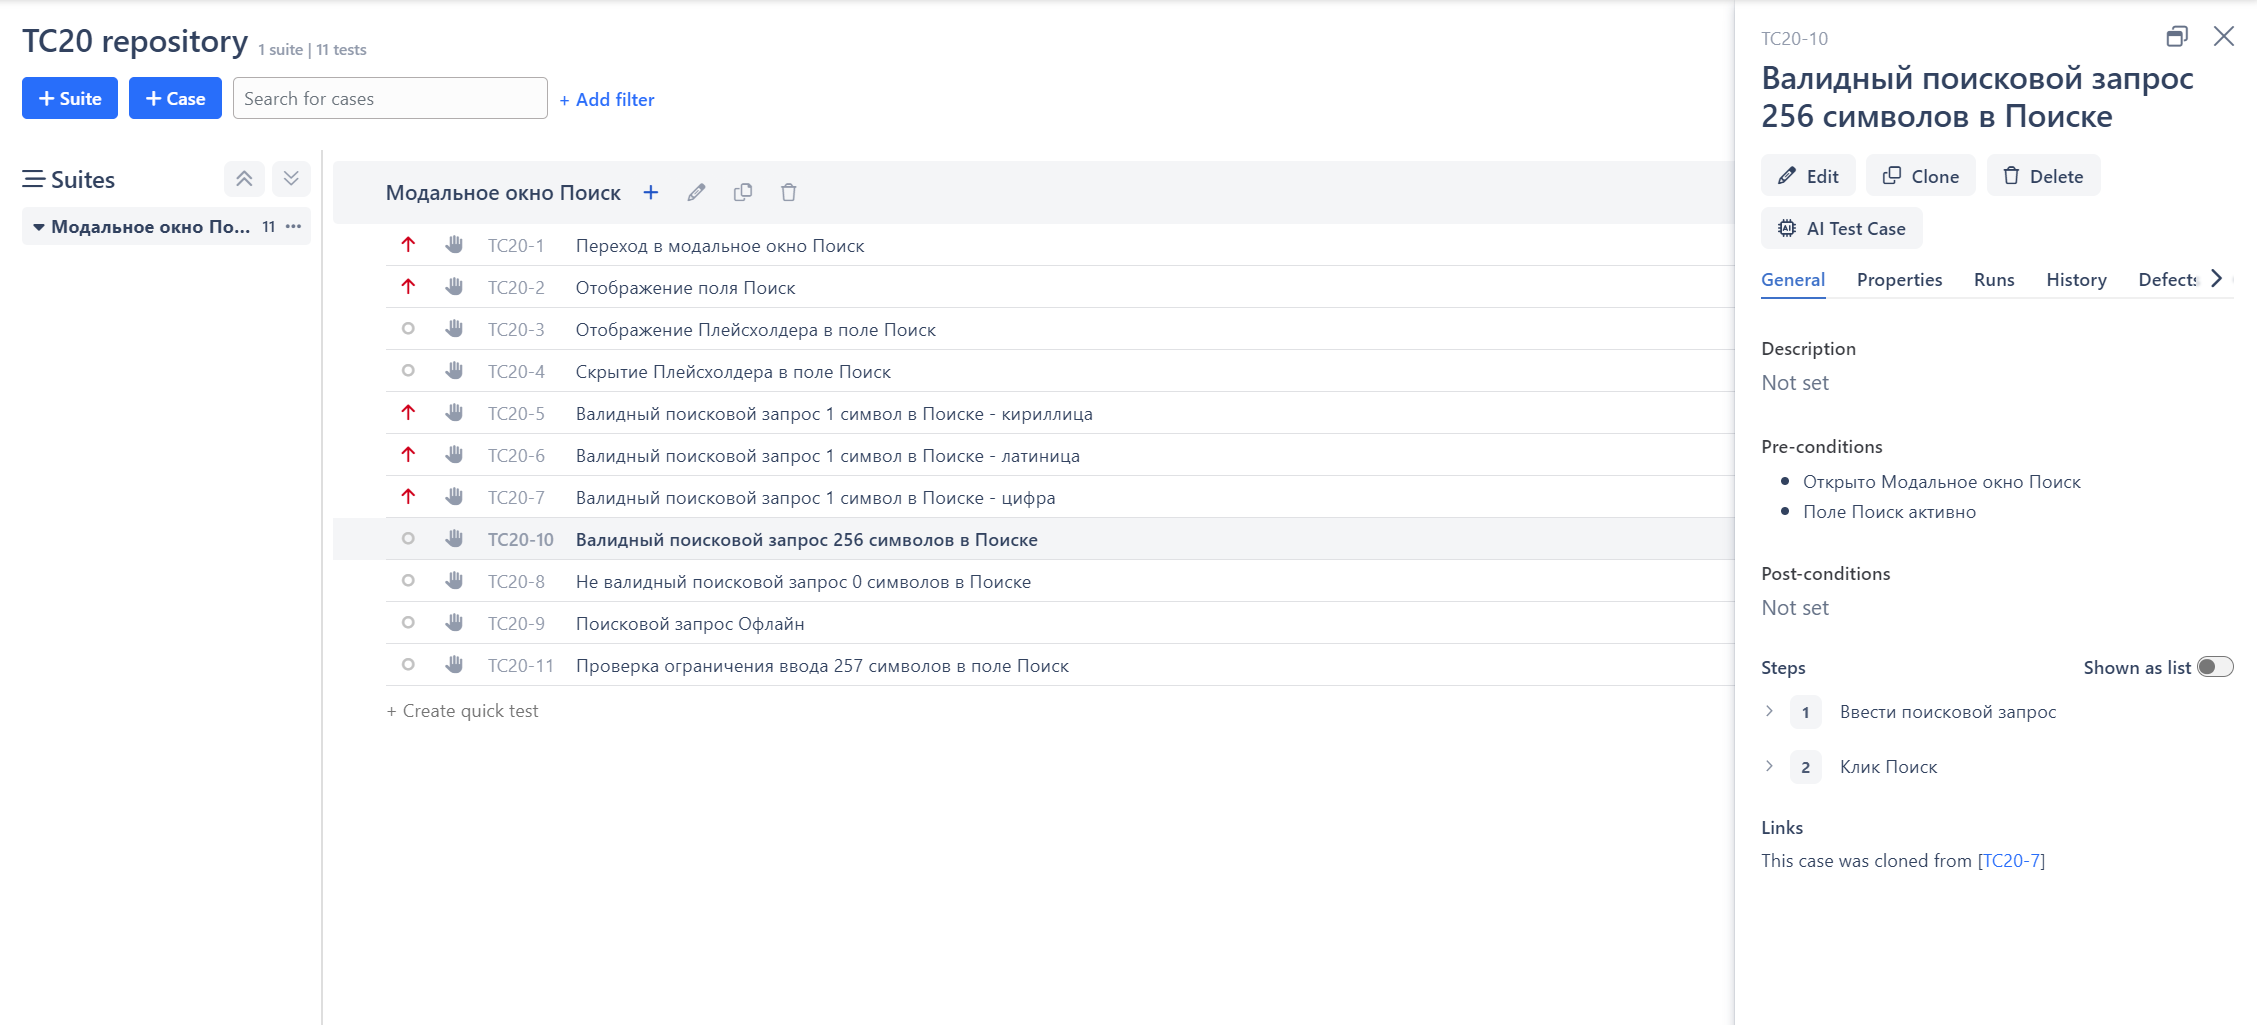 TC20 repository 1 suite | 11 tests
+ Suite
+ Case
Search for cases
+ Add filter
Suites
Модальное окно По... 11
Модальное окно Поиск
TC20-1 Переход в модальное окно Поиск
TC20-2 Отображение поля Поиск
TC20-3 Отображение Плейсхолдера в поле Поиск
TC20-4 Скрытие Плейсхолдера в поле Поиск
TC20-5 Валидный поисковой запрос 1 символ в Поиске - кириллица
TC20-6 Валидный поисковой запрос 1 символ в Поиске - латиница
TC20-7 Валидный поисковой запрос 1 символ в Поиске - цифра
TC20-10 Валидный поисковой запрос 256 символов в Поиске
TC20-8 Не валидный поисковой запрос 0 символов в Поиске
TC20-9 Поисковой запрос Офлайн
TC20-11 Проверка ограничения ввода 257 символов в поле Поиск
+ Create quick test
TC20-10
Валидный поисковой запрос
256 символов в Поиске
Edit
Clone
Delete
AI Test Case
General Properties Runs History Defects
Description
Not set
Pre-conditions
Открыто Модальное окно Поиск
Поле Поиск активно
Post-conditions
Not set
Steps Shown as list
1 Ввести поисковой запрос
2 Клик Поиск
Links
This case was cloned from [TC20-7]